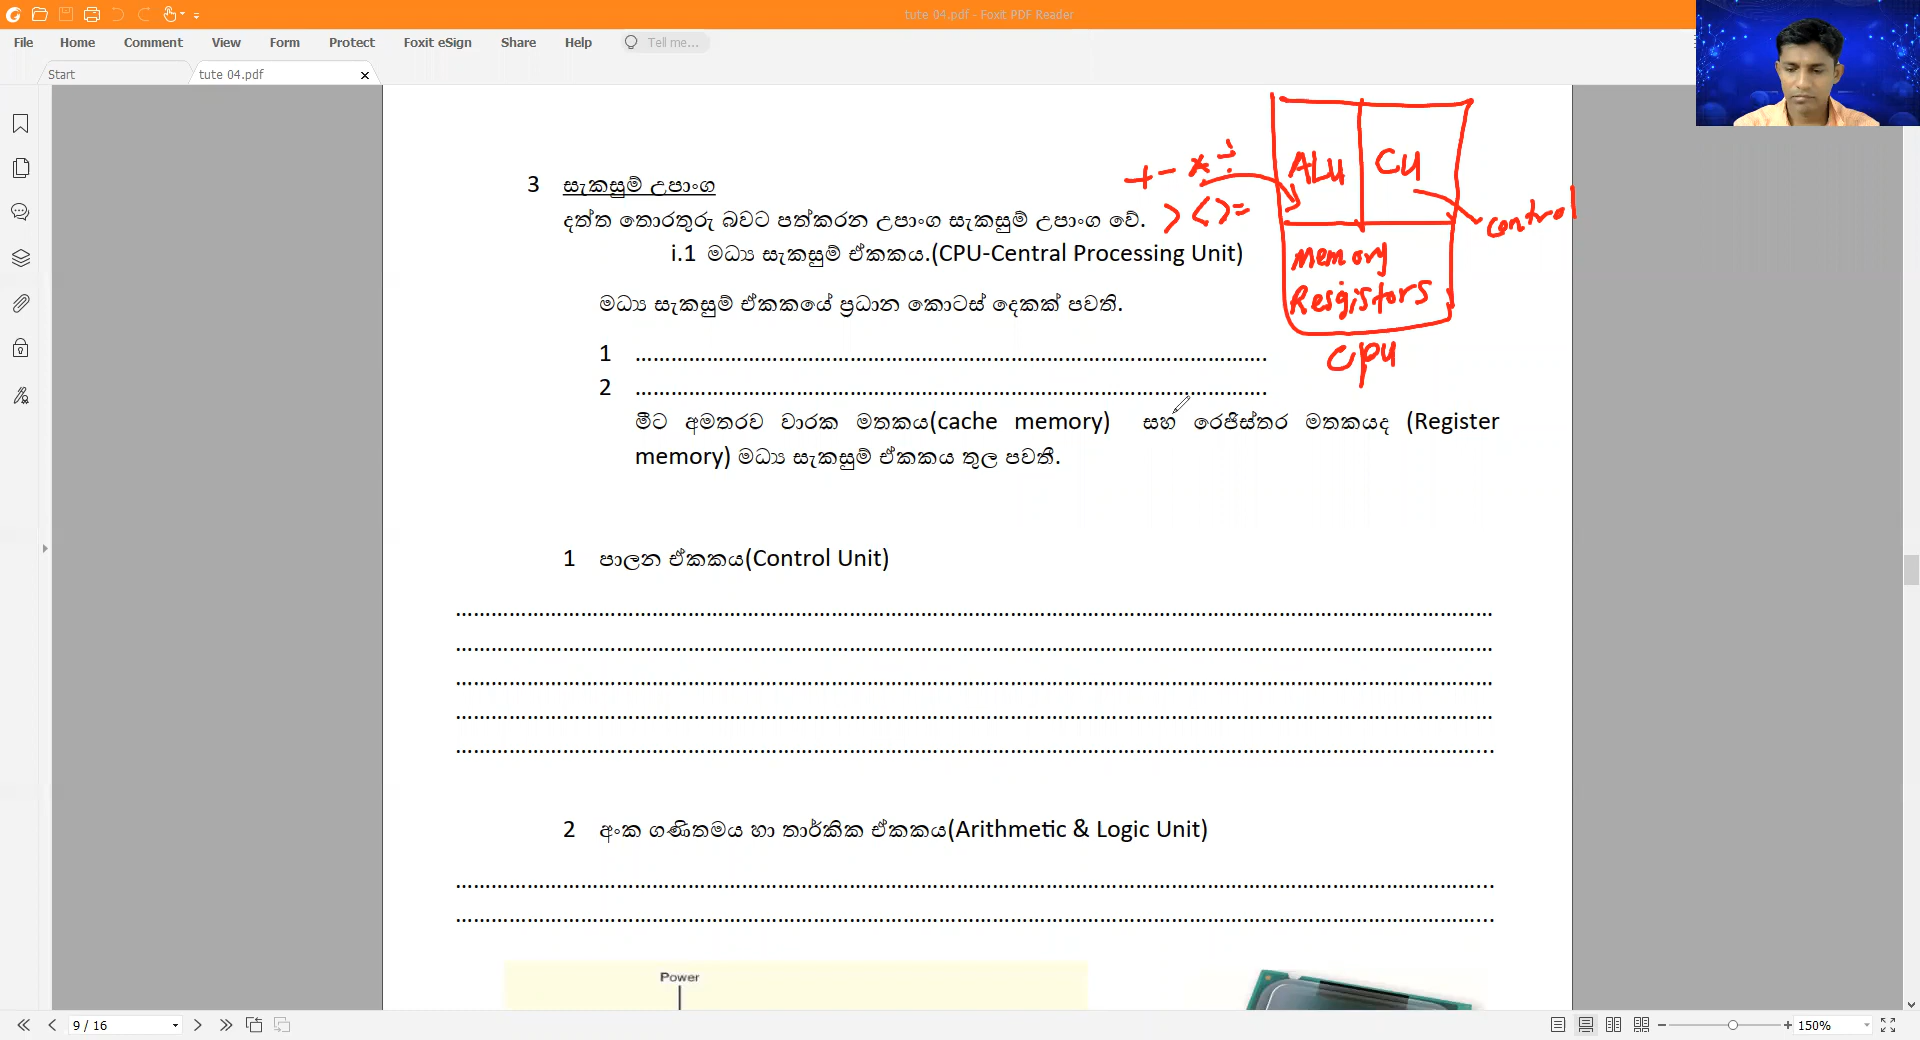 tute 04.pdf - Foxit PDF Reader
File Home Comment View Form Protect Foxit eSign Share Help Tell me...
Start tute 04.pdf
3 සැකසුම් උපාංග
දත්ත තොරතුරු බවට පත්කරන උපාංග සැකසුම් උපාංග වේ.
i.1 මධ්‍ය සැකසුම් ඒකකය.(CPU-Central Processing Unit)
මධ්‍ය සැකසුම් ඒකකයේ ප්‍රධාන කොටස් දෙකක් පවතී.
1 ....................................................................................................
2 ....................................................................................................
මීට අමතරව වාරක මතකය(cache memory) සහ රෙජිස්තර මතකයද (Register
memory) මධ්‍ය සැකසුම් ඒකකය තුල පවතී.
+ - * ÷
> < > =
ALU CU
control
memory
Resgistors
CPU
1 පාලන ඒකකය(Control Unit)
2 අංක ගණිතමය හා තාර්කික ඒකකය(Arithmetic & Logic Unit)
Power
9 / 16 150%